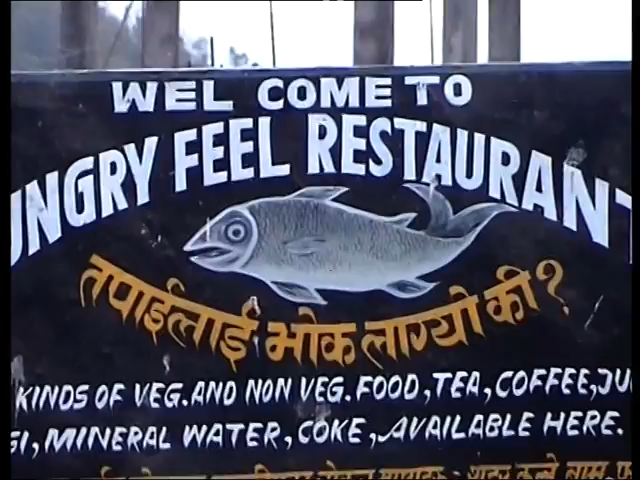 WEL COME TO
UNGRY FEEL RESTAURANT
तपाईलाई भोक लाग्यो की?
KINDS OF VEG. AND NON VEG. FOOD, TEA, COFFEE, JU
SI, MINERAL WATER, COKE, AVAILABLE HERE.